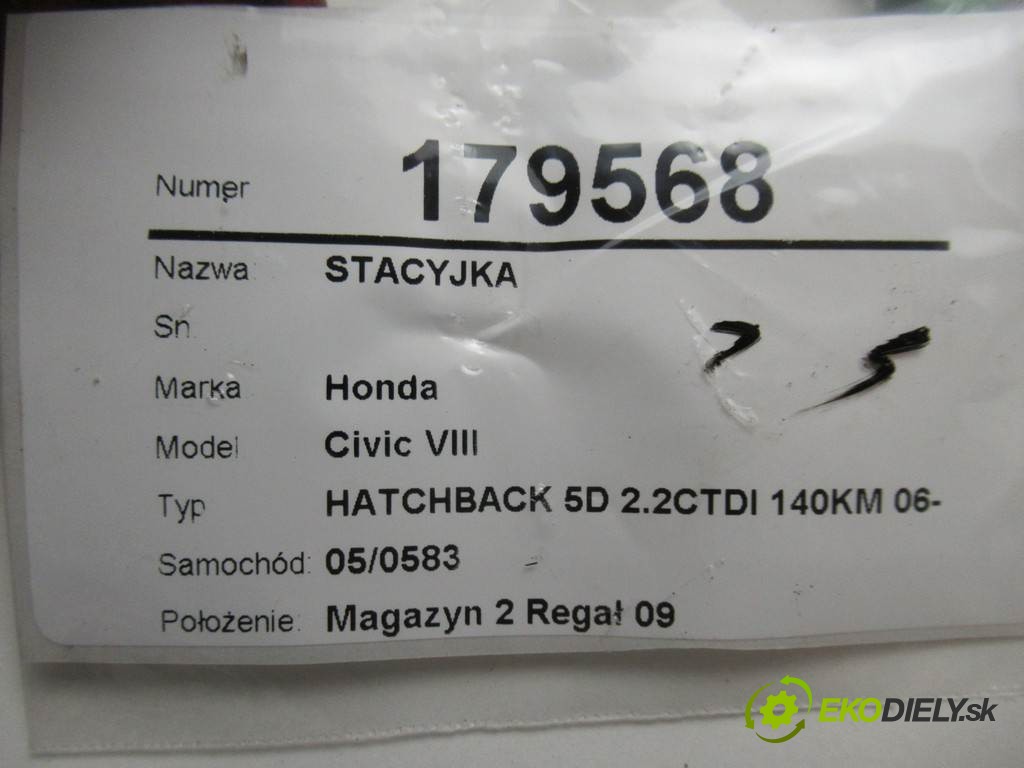 Numer 179568
Nazwa STACYJKA
Sn
Marka Honda
Model Civic VIII
Typ HATCHBACK 5D 2.2CTDI 140KM 06-
Samochód: 05/0583
Położenie: Magazyn 2 Regał 09
EKODIELY.sk